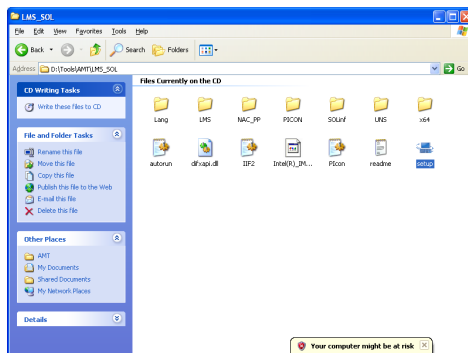 LMS_SOL
File Edit View Favorites Tools Help
Back Search Folders
Address D:\Tools\AMT\LMS_SOL Go
CD Writing Tasks
Write these files to CD
File and Folder Tasks
Rename this file
Move this file
Copy this file
Publish this file to the Web
E-mail this file
Delete this file
Other Places
AMT
My Documents
Shared Documents
My Network Places
Details
Files Currently on the CD
Lang LMS NAC_PP PICON SOLinf UNS x64
autorun difxapi.dll IIF2 Intel(R)_IM... PIcon readme setup
Your computer might be at risk